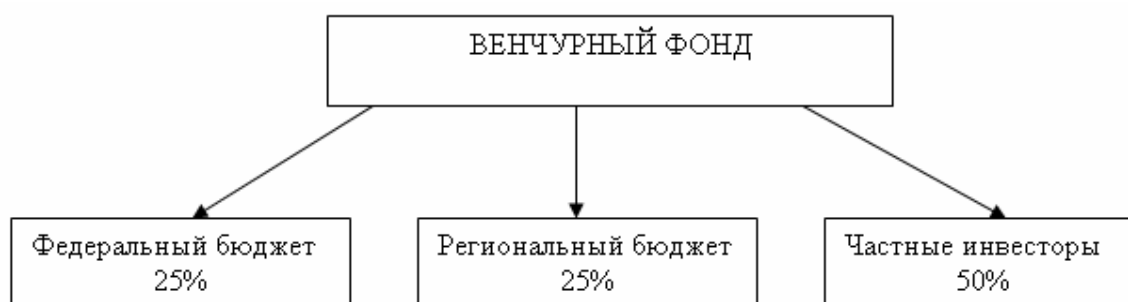 ВЕНЧУРНЫЙ ФОНД
Федеральный бюджет
25%
Региональный бюджет
25%
Частные инвесторы
50%